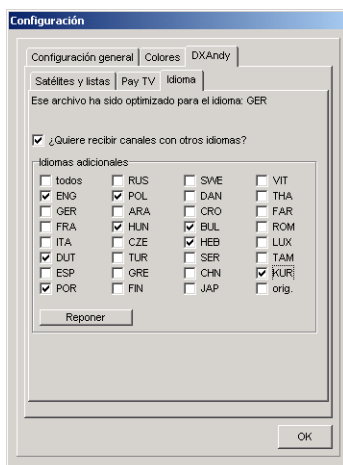 Configuración
Configuración general Colores DXAndy
Satélites y listas Pay TV Idioma
Ese archivo ha sido optimizado para el idioma: GER
¿Quiere recibir canales con otros idiomas?
Idiomas adicionales
todos RUS SWE VIT
ENG POL DAN THA
GER ARA CRO FAR
FRA HUN BUL ROM
ITA CZE HEB LUX
DUT TUR SER TAM
ESP GRE CHN KUR
POR FIN JAP orig.
Reponer
OK